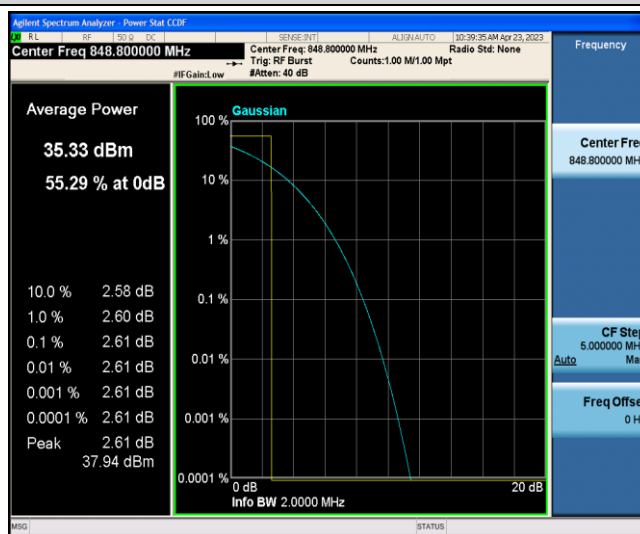 Agilent Spectrum Analyzer - Power Stat CCDF
RL RF 50 Ω DC SENSE:INT ALIGNAUTO 10:39:35 AM Apr 23, 2023
Center Freq 848.800000 MHz
Center Freq: 848.800000 MHz Radio Std: None
Trig: RF Burst Counts:1.00 M/1.00 Mpt
#IFGain:Low #Atten: 40 dB
Frequency
Average Power
35.33 dBm
55.29 % at 0dB
10.0 % 2.58 dB
1.0 % 2.60 dB
0.1 % 2.61 dB
0.01 % 2.61 dB
0.001 % 2.61 dB
0.0001 % 2.61 dB
Peak 2.61 dB
37.94 dBm
Gaussian
100 %
10 %
1 %
0.1 %
0.01 %
0.001 %
0.0001 %
0 dB 20 dB
Info BW 2.0000 MHz
Center Fre
848.800000 MH
CF Step
5.000000 MH
Auto Ma
Freq Offse
0 H
MSG STATUS